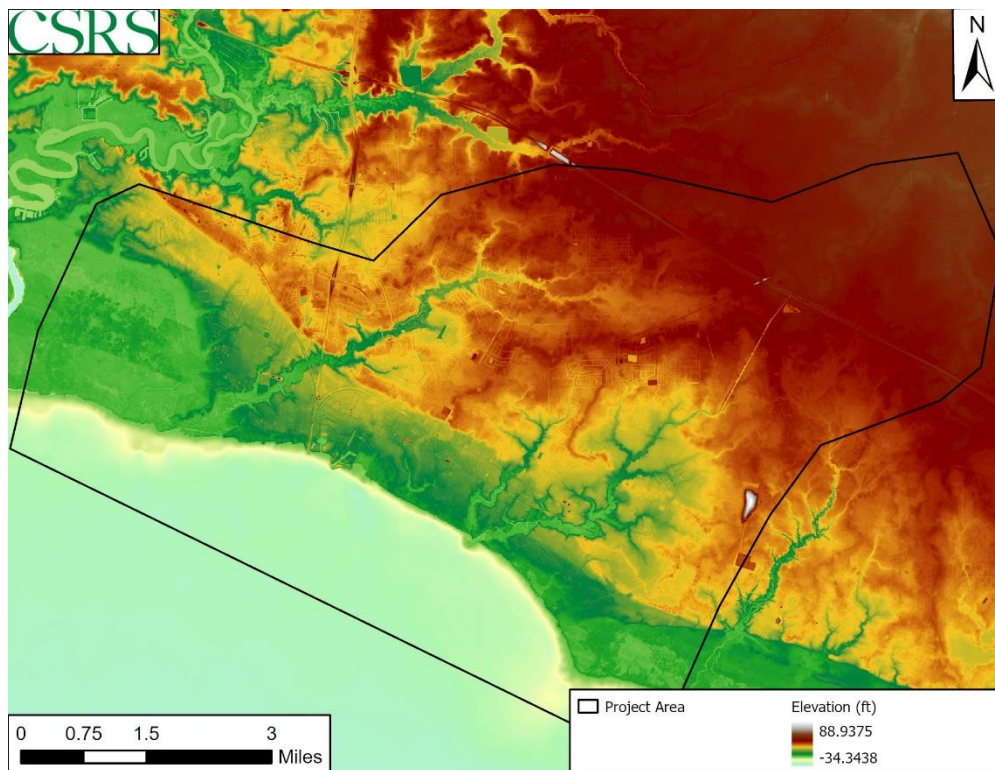 CSRS
N
0 0.75 1.5 3
Miles
Project Area
Elevation (ft)
88.9375
-34.3438